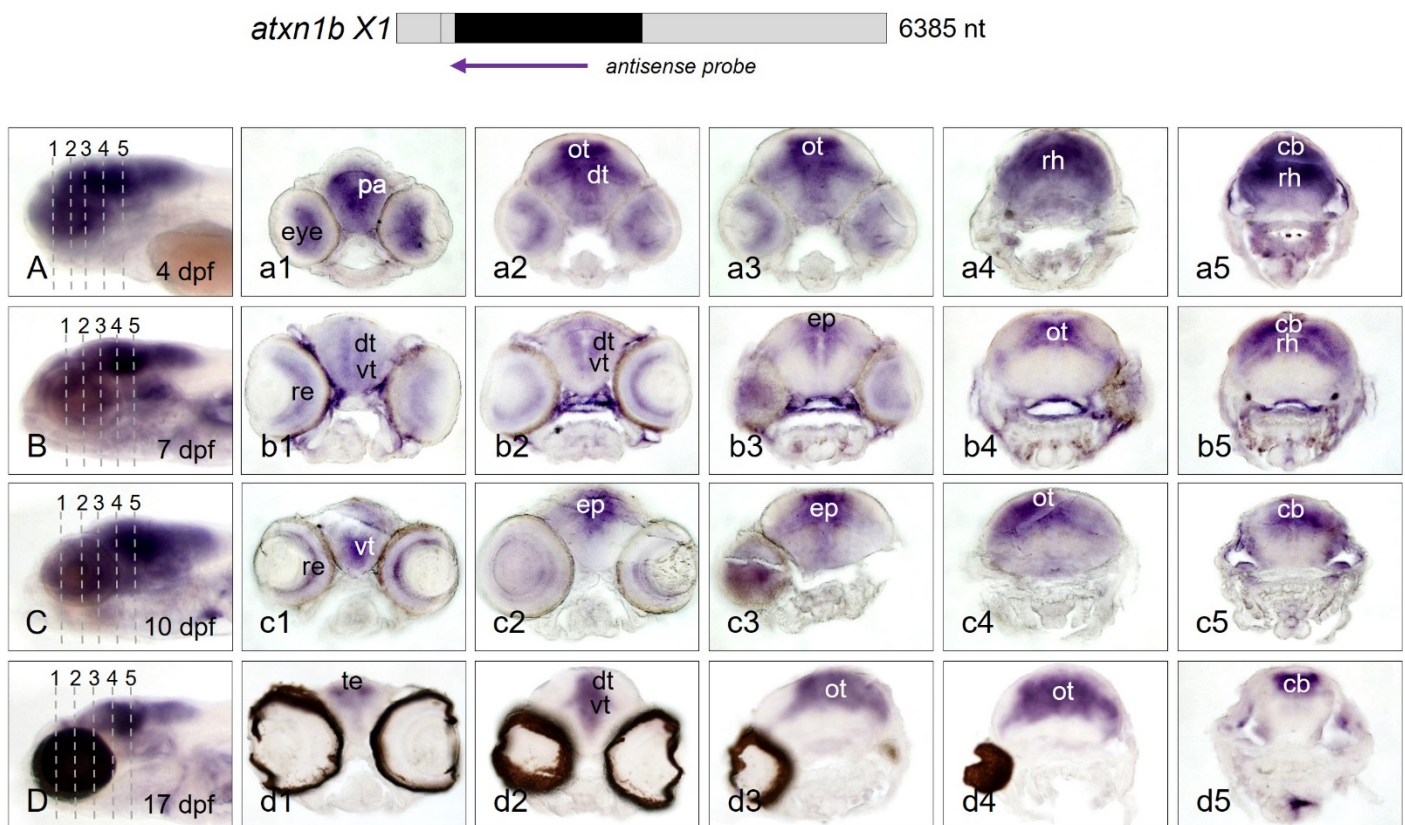 atxn1b X1 6385 nt
antisense probe
1 2 3 4 5
A 4 dpf
pa
eye
a1
ot
dt
a2
ot
a3
rh
a4
cb
rh
a5
1 2 3 4 5
B 7 dpf
dt
vt
re
b1
dt
vt
b2
ep
b3
ot
b4
cb
rh
b5
1 2 3 4 5
C 10 dpf
vt
re
c1
ep
c2
ep
c3
ot
c4
cb
c5
1 2 3 4 5
D 17 dpf
te
d1
dt
vt
d2
ot
d3
ot
d4
cb
d5